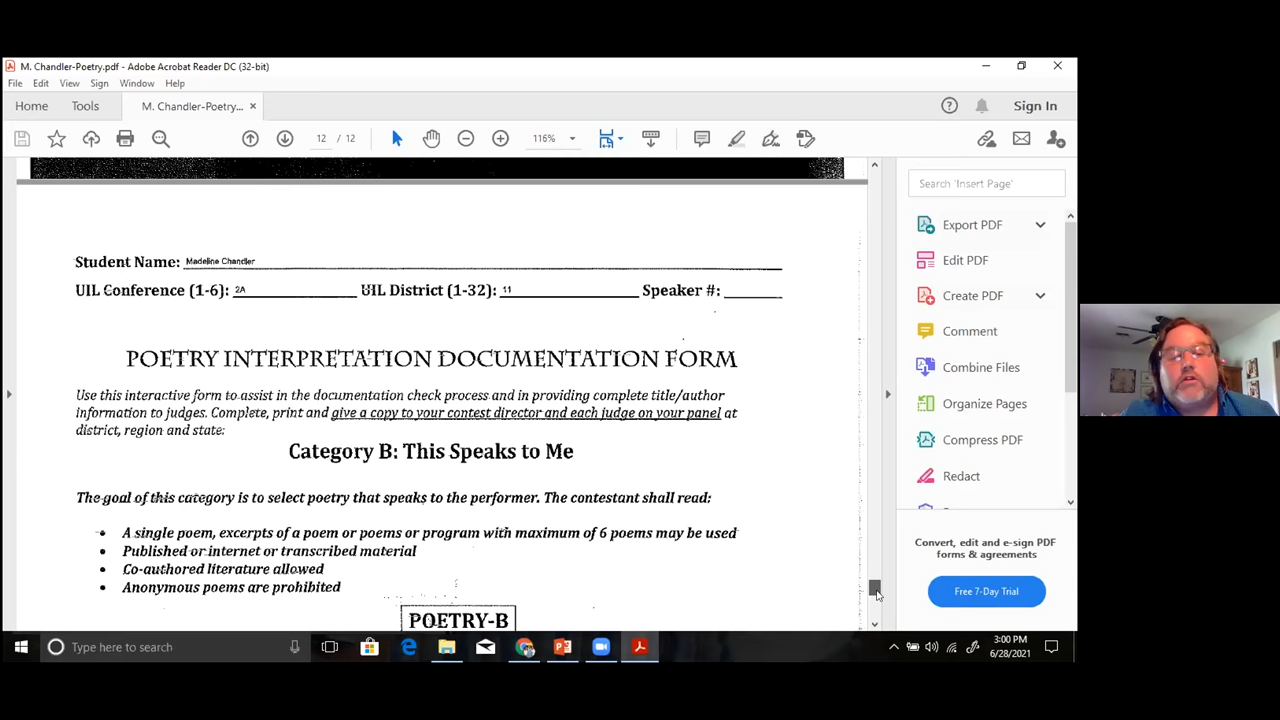 M. Chandler-Poetry.pdf - Adobe Acrobat Reader DC (32-bit)
File Edit View Sign Window Help
Home Tools M. Chandler-Poetry... × Sign In
12 / 12 116%
Student Name: Madeline Chandler
UIL Conference (1-6): 2A UIL District (1-32): 11 Speaker #:
POETRY INTERPRETATION DOCUMENTATION FORM
Use this interactive form to assist in the documentation check process and in providing complete title/author
information to judges. Complete, print and give a copy to your contest director and each judge on your panel at
district, region and state:
Category B: This Speaks to Me
The goal of this category is to select poetry that speaks to the performer. The contestant shall read:
• A single poem, excerpts of a poem or poems or program with maximum of 6 poems may be used
• Published or internet or transcribed material
• Co-authored literature allowed
• Anonymous poems are prohibited
POETRY-B
Search 'Insert Page'
Export PDF
Edit PDF
Create PDF
Comment
Combine Files
Organize Pages
Compress PDF
Redact
Convert, edit and e-sign PDF
forms & agreements
Free 7-Day Trial
Type here to search
3:00 PM
6/28/2021